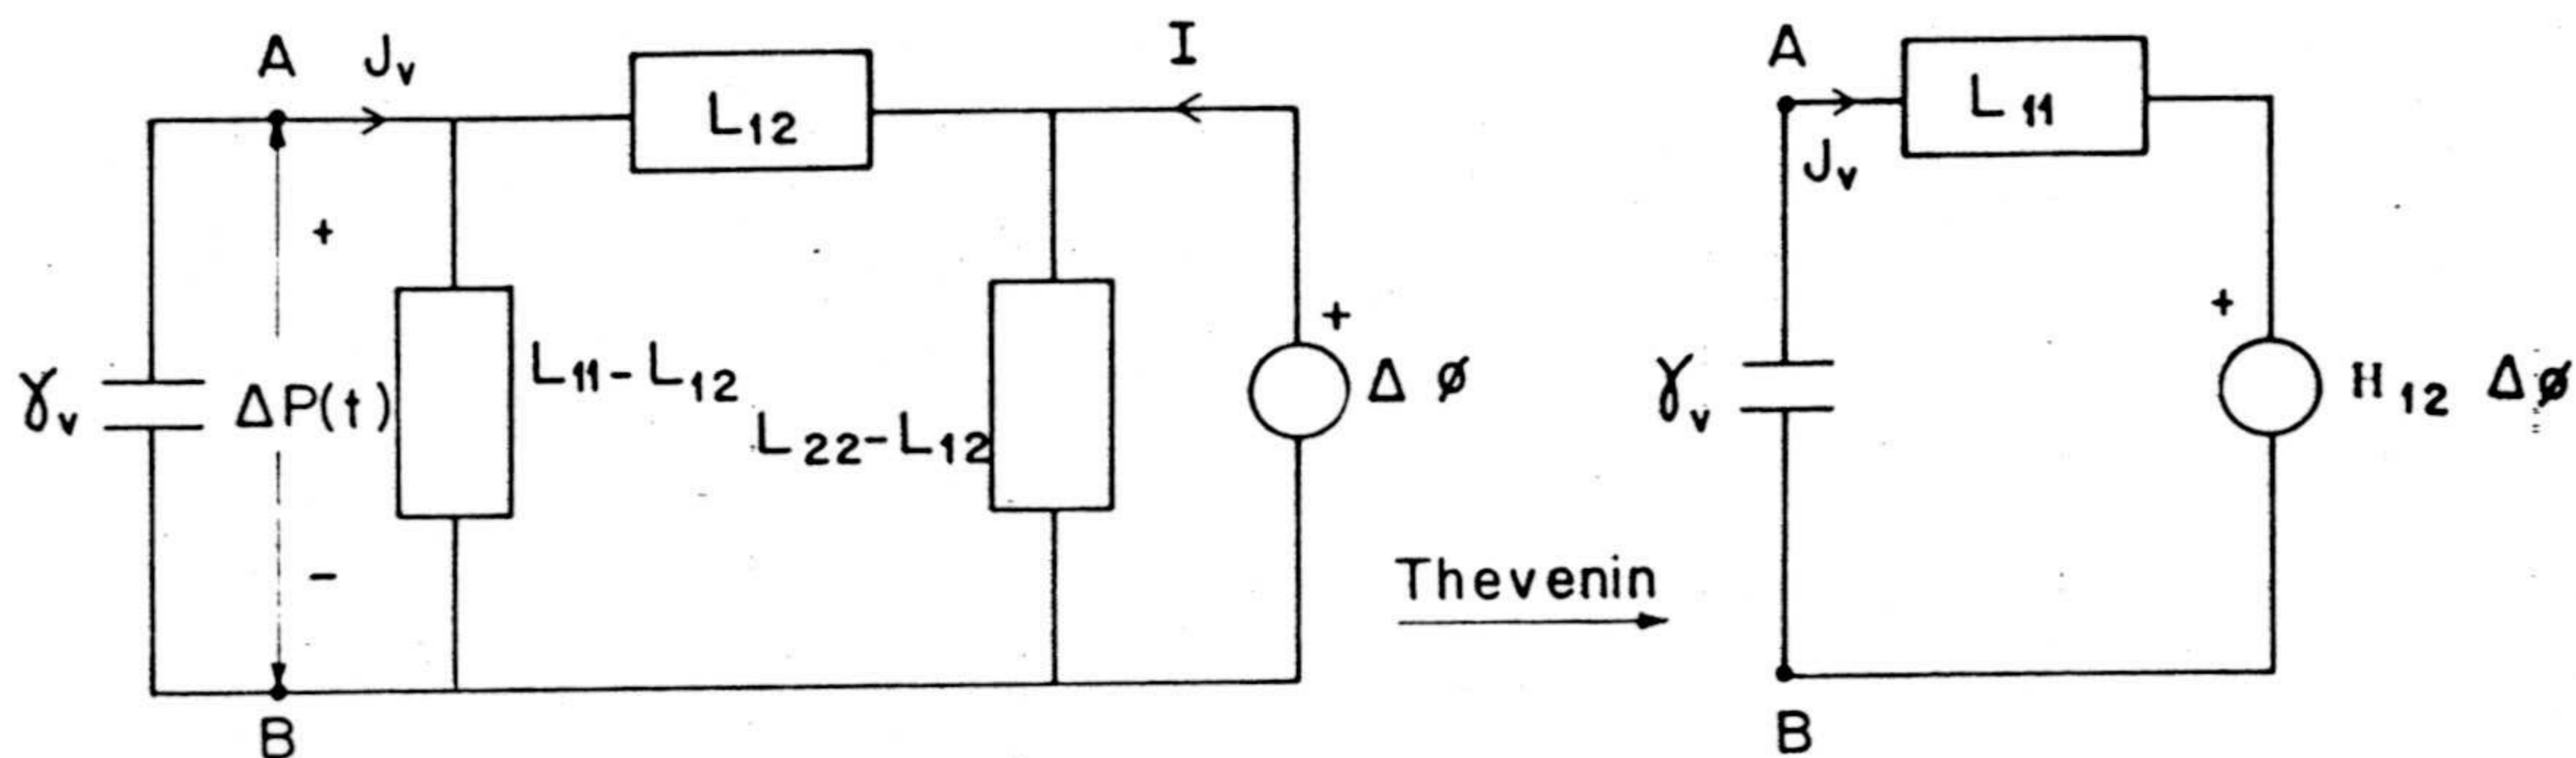 A
Jᵥ
L₁₂
I
+
γᵥ
ΔP(t)
L₁₁-L₁₂
L₂₂-L₁₂
+
Δ ø
-
B
Thevenin
A
Jᵥ
L₁₁
+
γᵥ
H₁₂ Δø
B